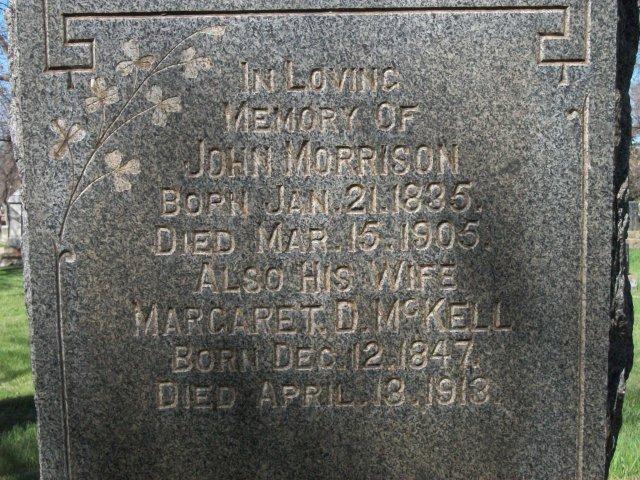 In Loving
Memory Of
John Morrison
Born Jan. 21. 1835.
Died Mar. 15. 1905.
Also His Wife
Margaret. D. McKell
Born Dec. 12. 1847.
Died April. 13. 1913.